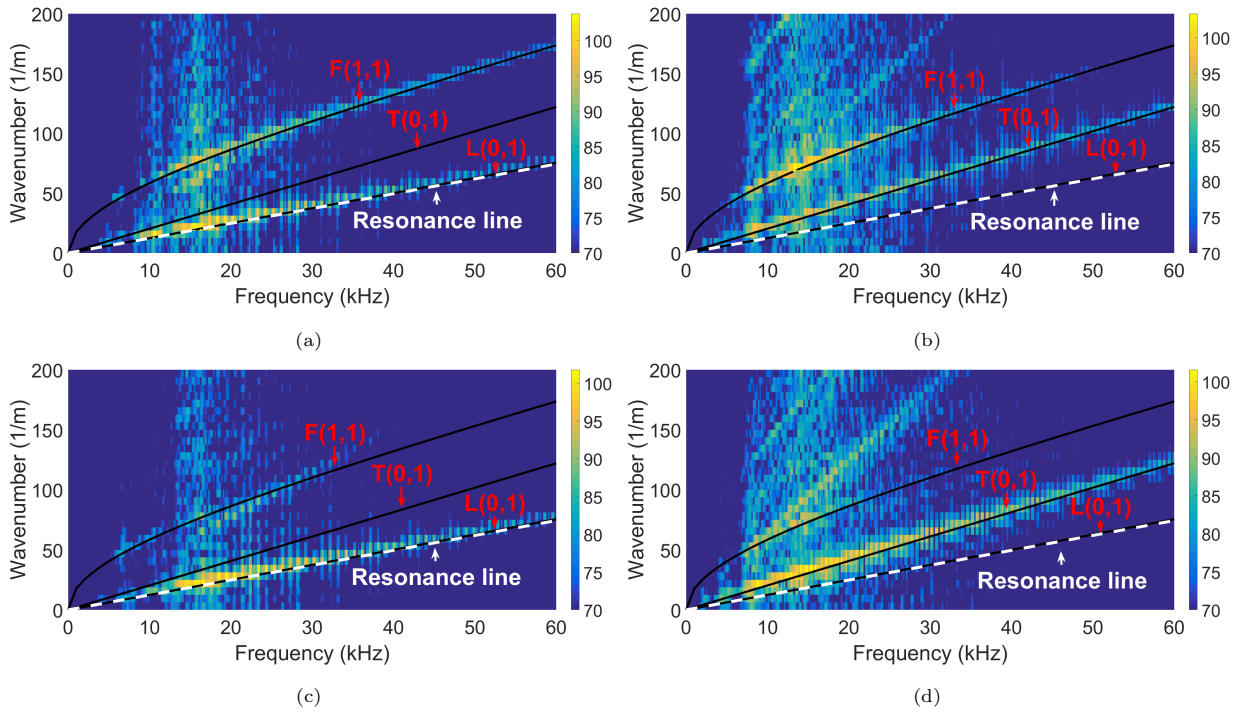 200
150
100
50
0
Wavenumber (1/m)
F(1,1)
T(0,1)
L(0,1)
Resonance line
0 10 20 30 40 50 60
Frequency (kHz)
100
95
90
85
80
75
70
(a)
200
150
100
50
0
Wavenumber (1/m)
F(1,1)
T(0,1)
L(0,1)
Resonance line
0 10 20 30 40 50 60
Frequency (kHz)
100
95
90
85
80
75
70
(b)
200
150
100
50
0
Wavenumber (1/m)
F(1,1)
T(0,1)
L(0,1)
Resonance line
0 10 20 30 40 50 60
Frequency (kHz)
100
95
90
85
80
75
70
(c)
200
150
100
50
0
Wavenumber (1/m)
F(1,1)
T(0,1)
L(0,1)
Resonance line
0 10 20 30 40 50 60
Frequency (kHz)
100
95
90
85
80
75
70
(d)